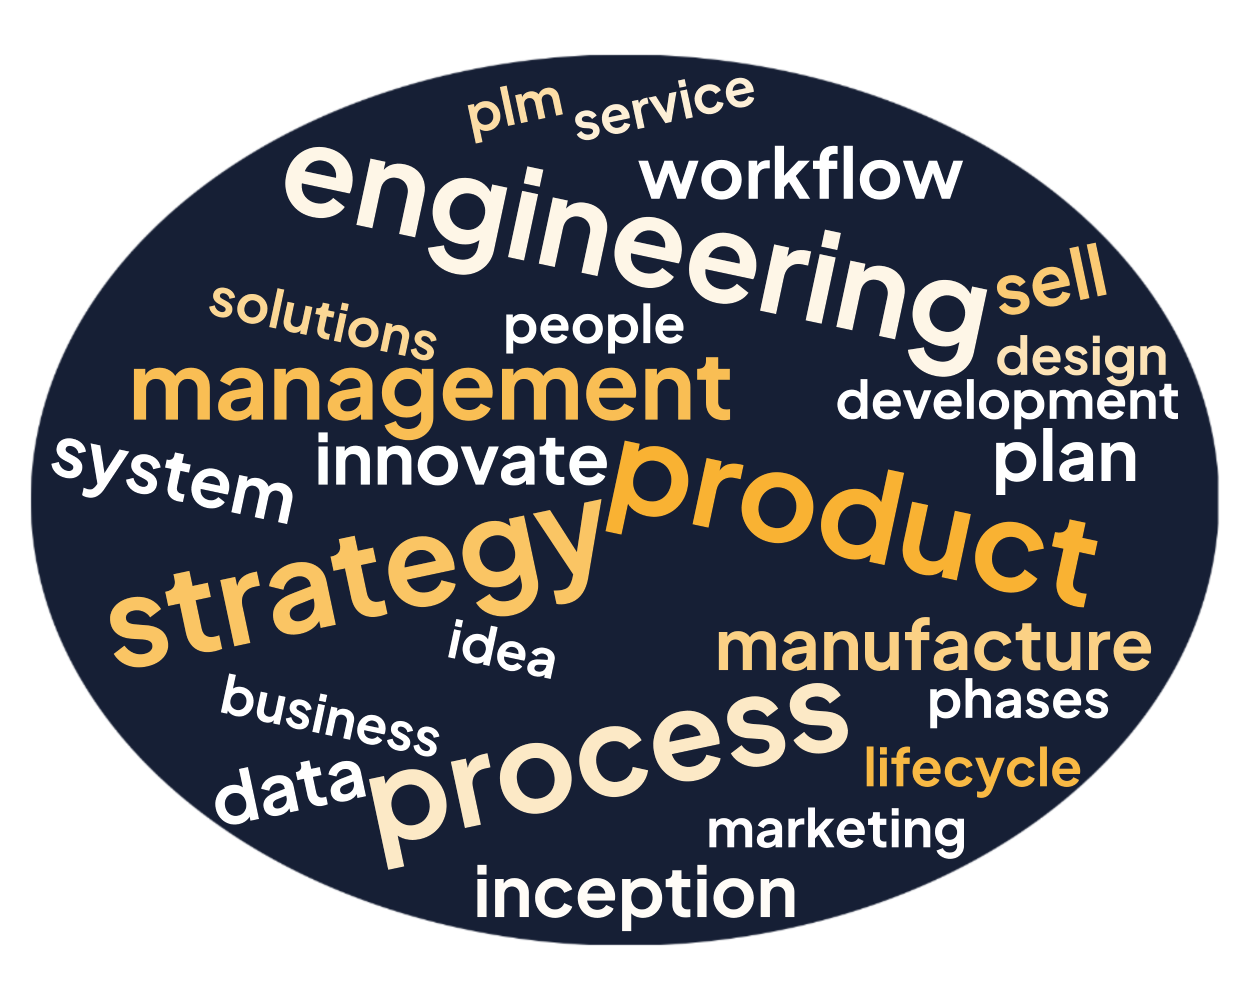 plm
service
workflow
engineering
sell
solutions
people
design
management
development
system
innovate
plan
product
strategy
idea
manufacture
business
phases
process
data
lifecycle
marketing
inception